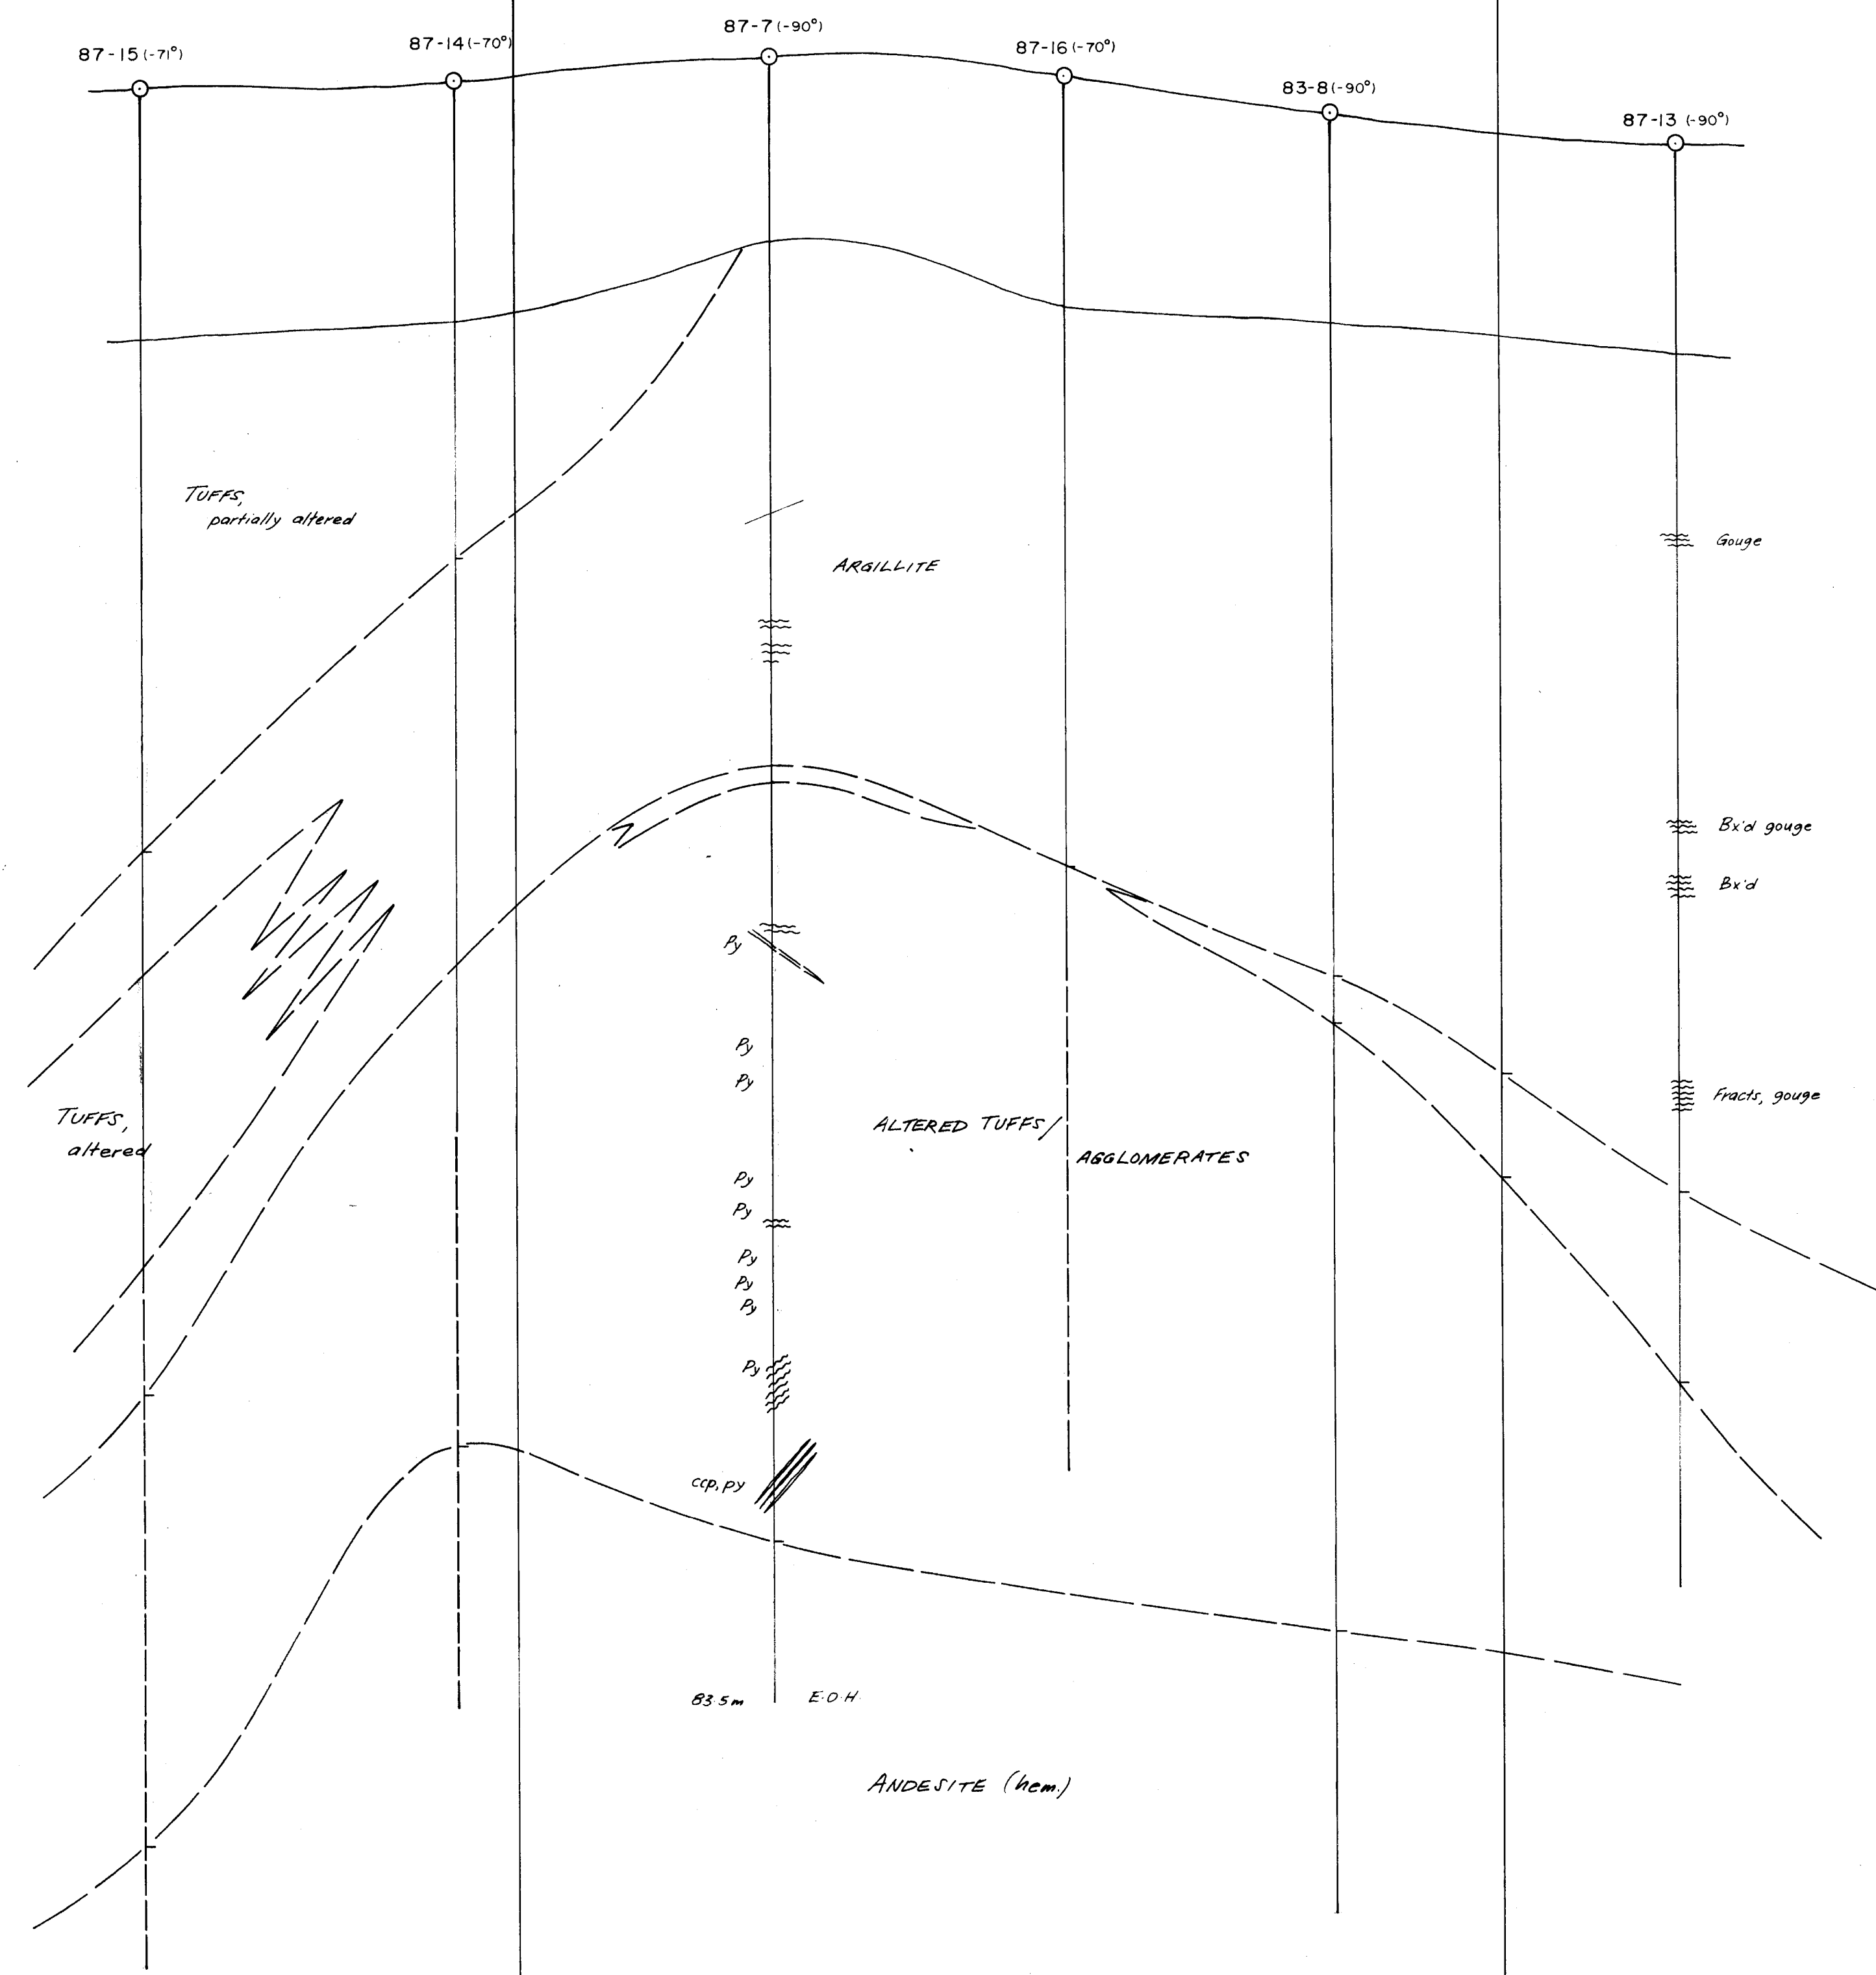 87-15 (-71°)
87-14 (-70°)
87-7 (-90°)
87-16 (-70°)
83-8 (-90°)
87-13 (-90°)
TUFFS,
partially altered
Gouge
ARGILLITE
Bx'd gouge
Bx'd
Py
Py
Py
Fracts, gouge
TUFFS,
altered
ALTERED TUFFS/
AGGLOMERATES
Py
Py
Py
Py
Py
Py
ccp, py
83.5m E.O.H.
ANDESITE (hem.)